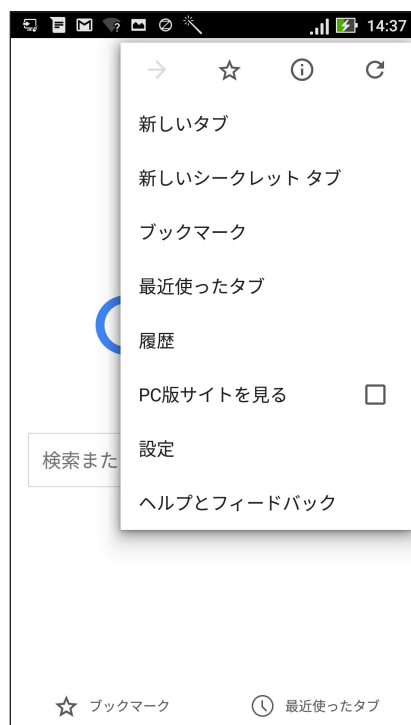 14:37
新しいタブ
新しいシークレット タブ
ブックマーク
最近使ったタブ
履歴
PC版サイトを見る
検索また
設定
ヘルプとフィードバック
ブックマーク
最近使ったタブ